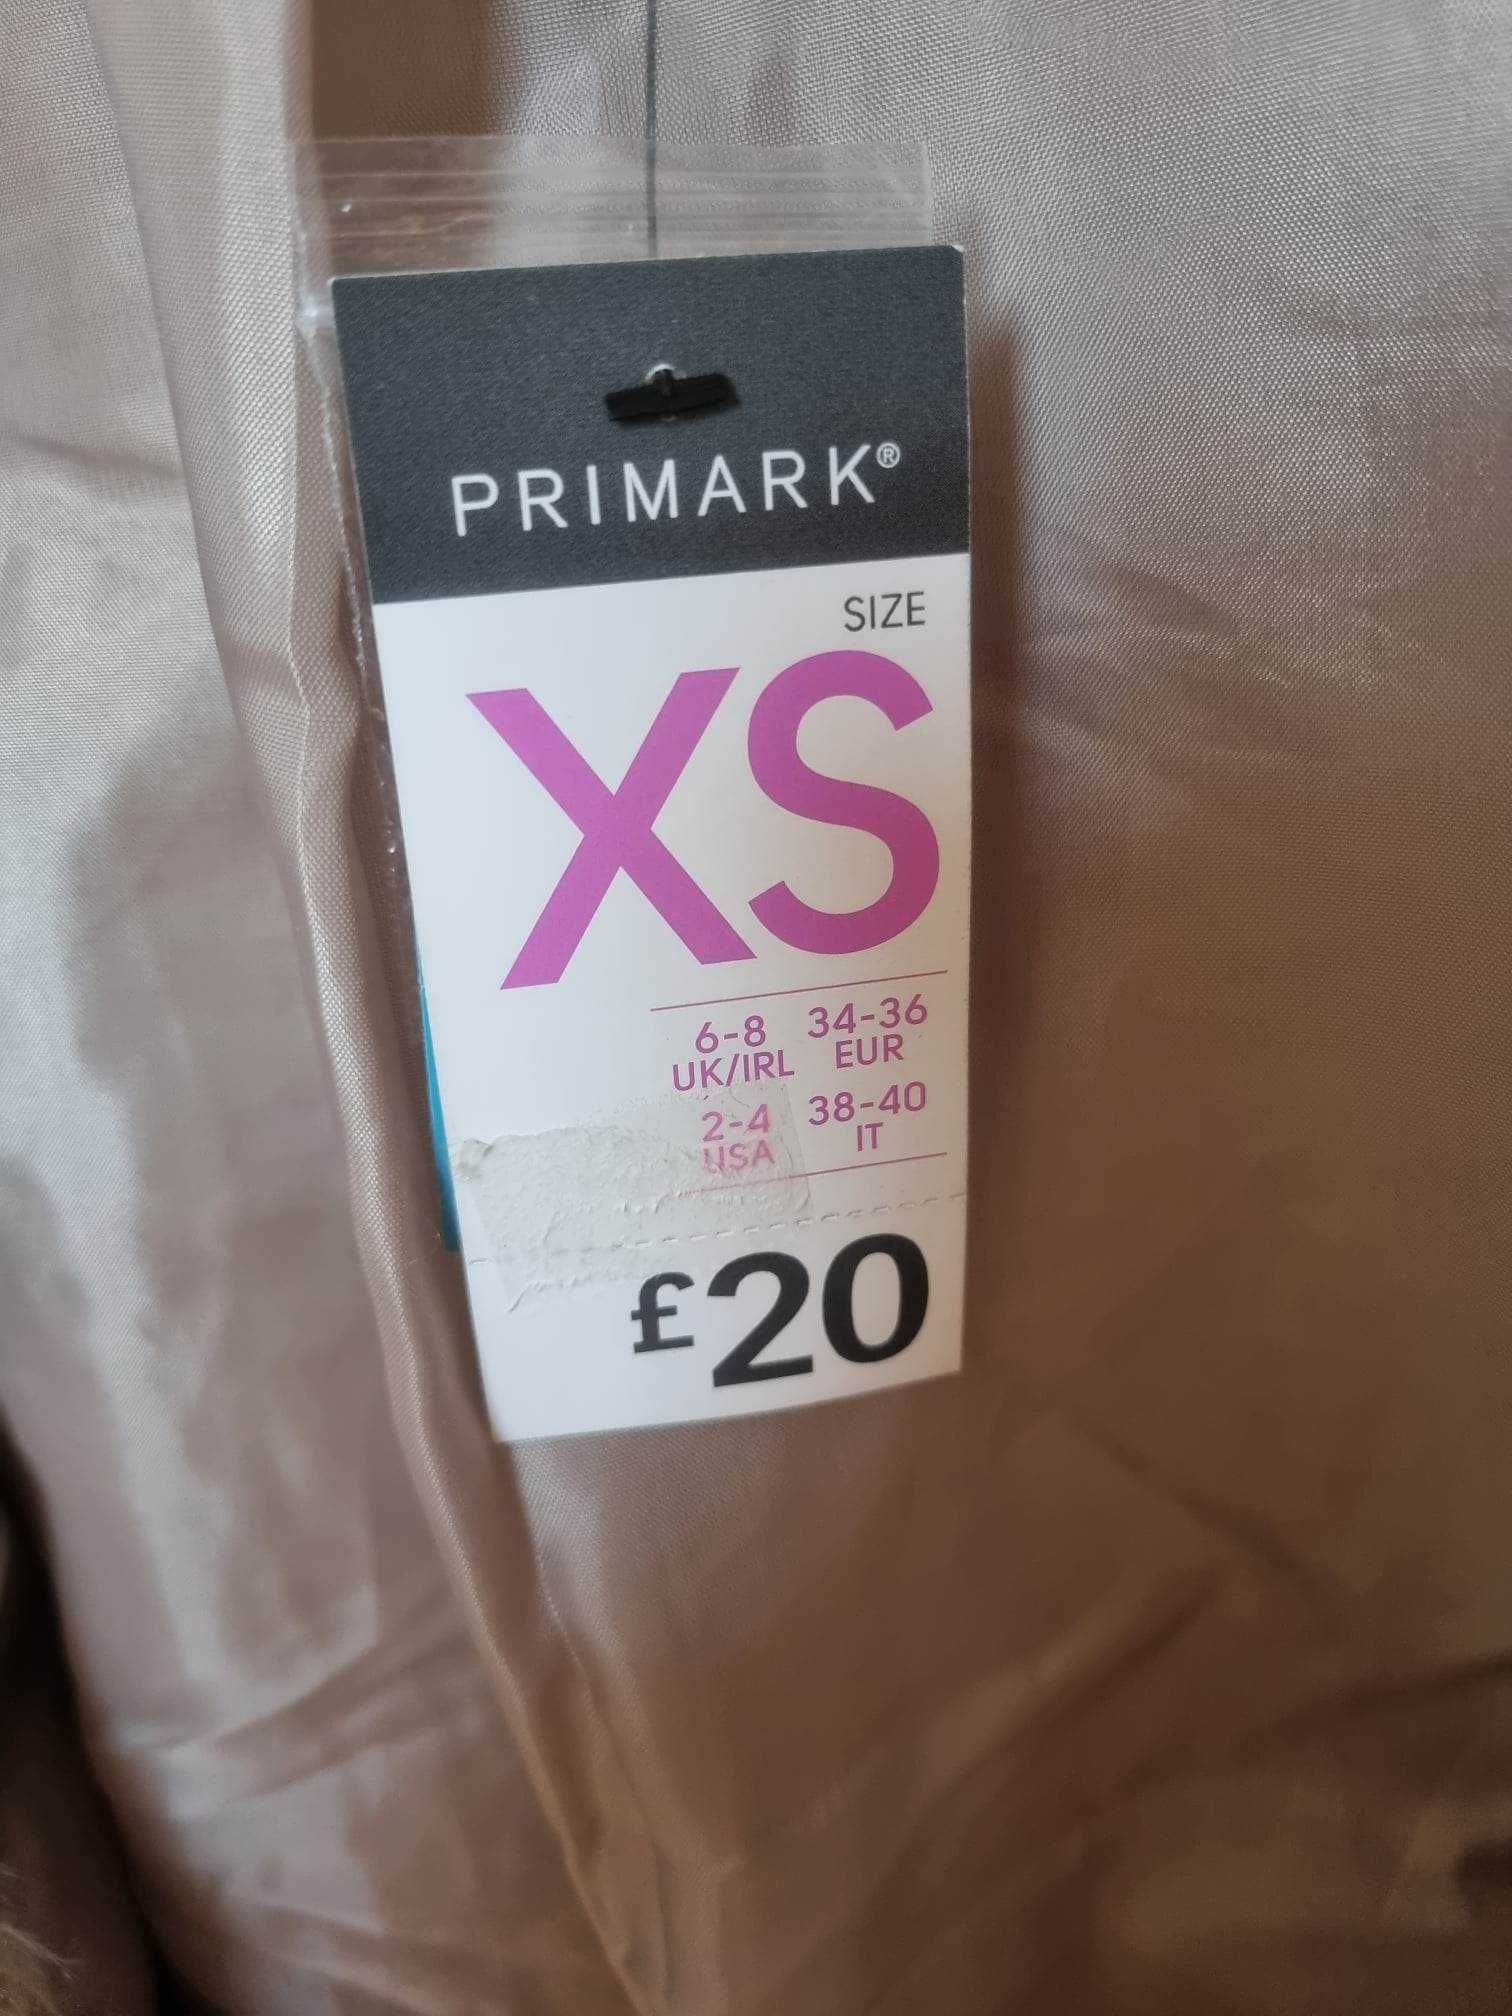 PRIMARK®
SIZE
XS
6-8 34-36
UK/IRL EUR
2-4 38-40
USA IT
£20